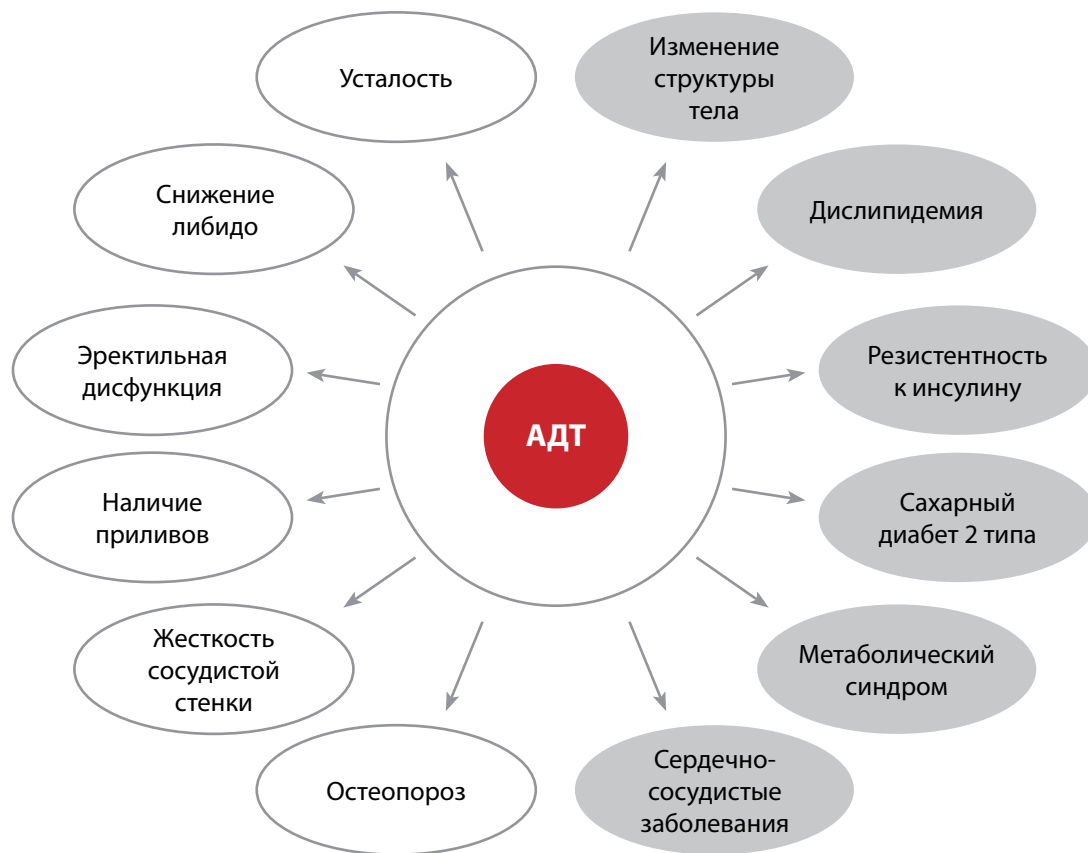 Усталость
Изменение
структуры
тела
Снижение
либидо
Дислипидемия
Эректильная
дисфункция
Резистентность
к инсулину
АДТ
Наличие
приливов
Сахарный
диабет 2 типа
Жесткость
сосудистой
стенки
Метаболический
синдром
Остеопороз
Сердечно-
сосудистые
заболевания